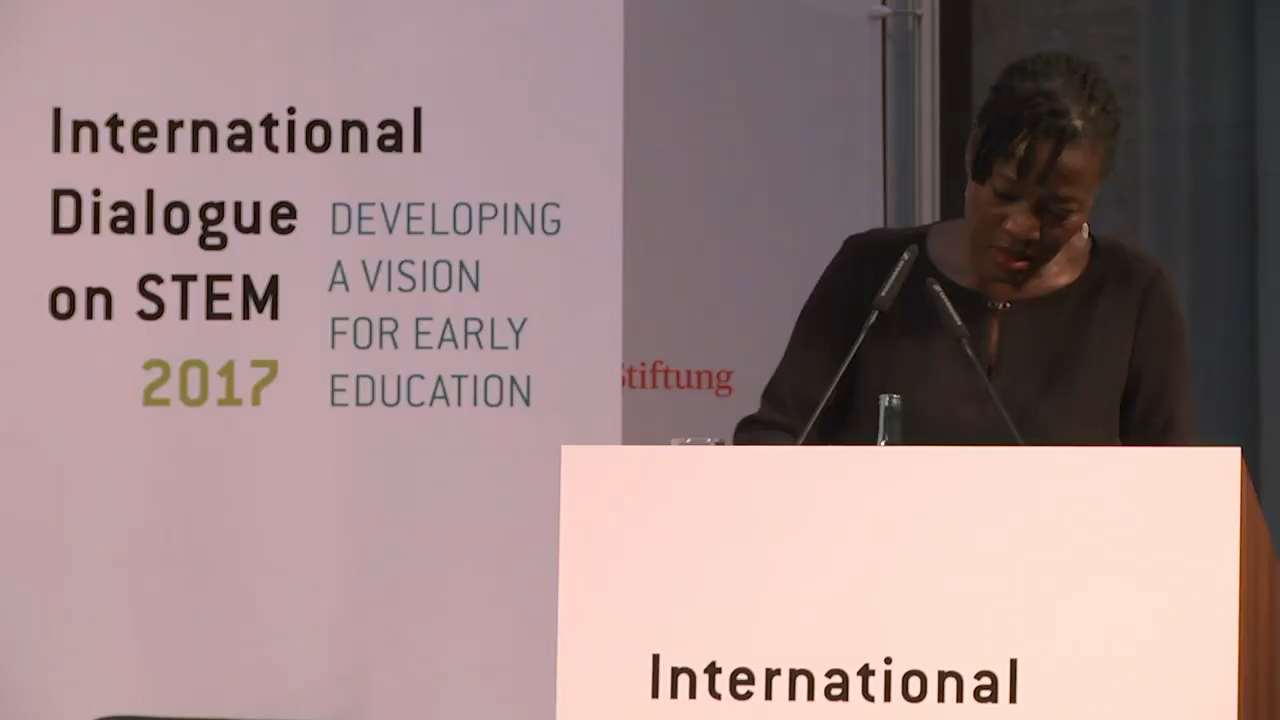 International
Dialogue
on STEM
2017
DEVELOPING
A VISION
FOR EARLY
EDUCATION
Stiftung
International